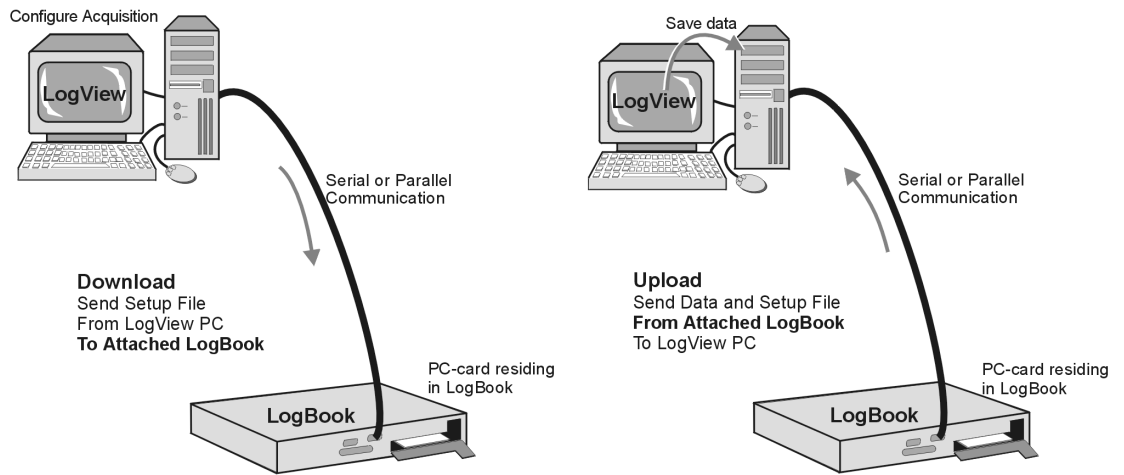 Configure Acquisition
LogView
Serial or Parallel
Communication
Download
Send Setup File
From LogView PC
To Attached LogBook
PC-card residing
in LogBook
LogBook
Save data
LogView
Serial or Parallel
Communication
Upload
Send Data and Setup File
From Attached LogBook
To LogView PC
PC-card residing
in LogBook
LogBook